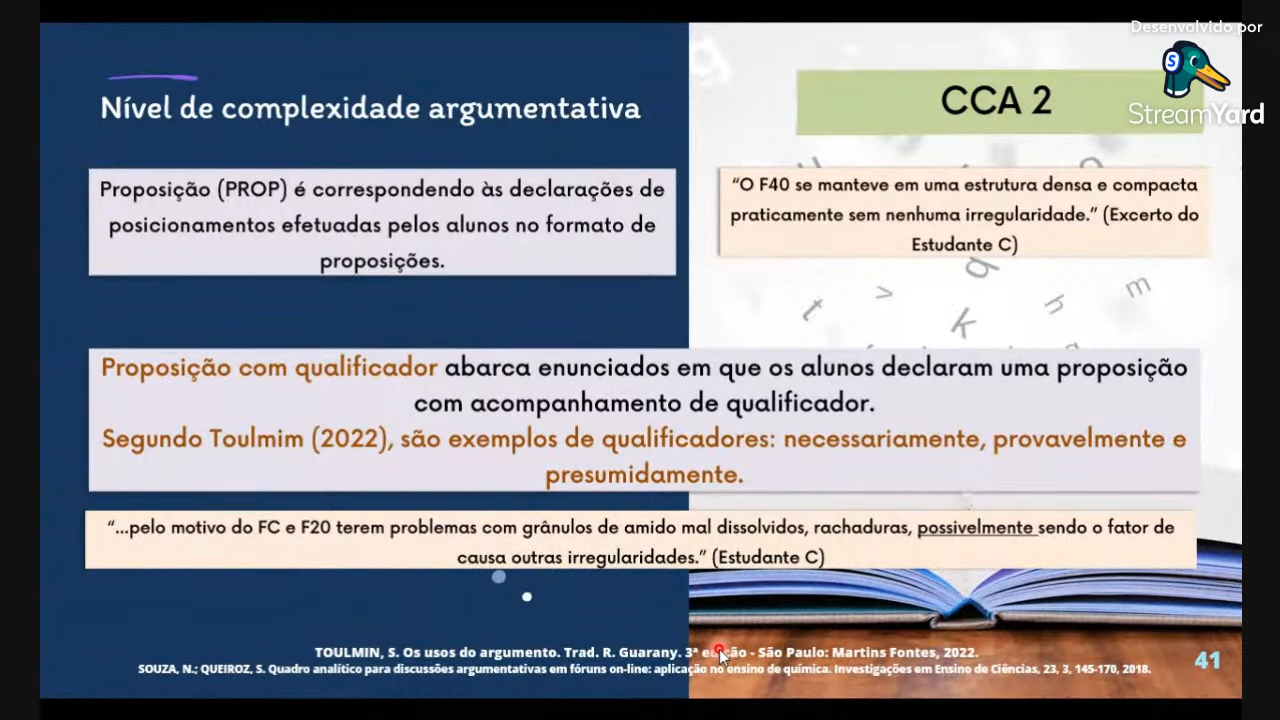 Desenvolvido por
StreamYard
Nível de complexidade argumentativa
CCA 2
Proposição (PROP) é correspondendo às declarações de
posicionamentos efetuadas pelos alunos no formato de
proposições.
“O F40 se manteve em uma estrutura densa e compacta
praticamente sem nenhuma irregularidade.” (Excerto do
Estudante C)
Proposição com qualificador abarca enunciados em que os alunos declaram uma proposição
com acompanhamento de qualificador.
Segundo Toulmim (2022), são exemplos de qualificadores: necessariamente, provavelmente e
presumidamente.
“...pelo motivo do FC e F20 terem problemas com grânulos de amido mal dissolvidos, rachaduras, possivelmente sendo o fator de
causa outras irregularidades.” (Estudante C)
TOULMIN, S. Os usos do argumento. Trad. R. Guarany. 3ª edição - São Paulo: Martins Fontes, 2022.
SOUZA, N.; QUEIROZ, S. Quadro analítico para discussões argumentativas em fóruns on-line: aplicação no ensino de química. Investigações em Ensino de Ciências, 23, 3, 145-170, 2018.
41